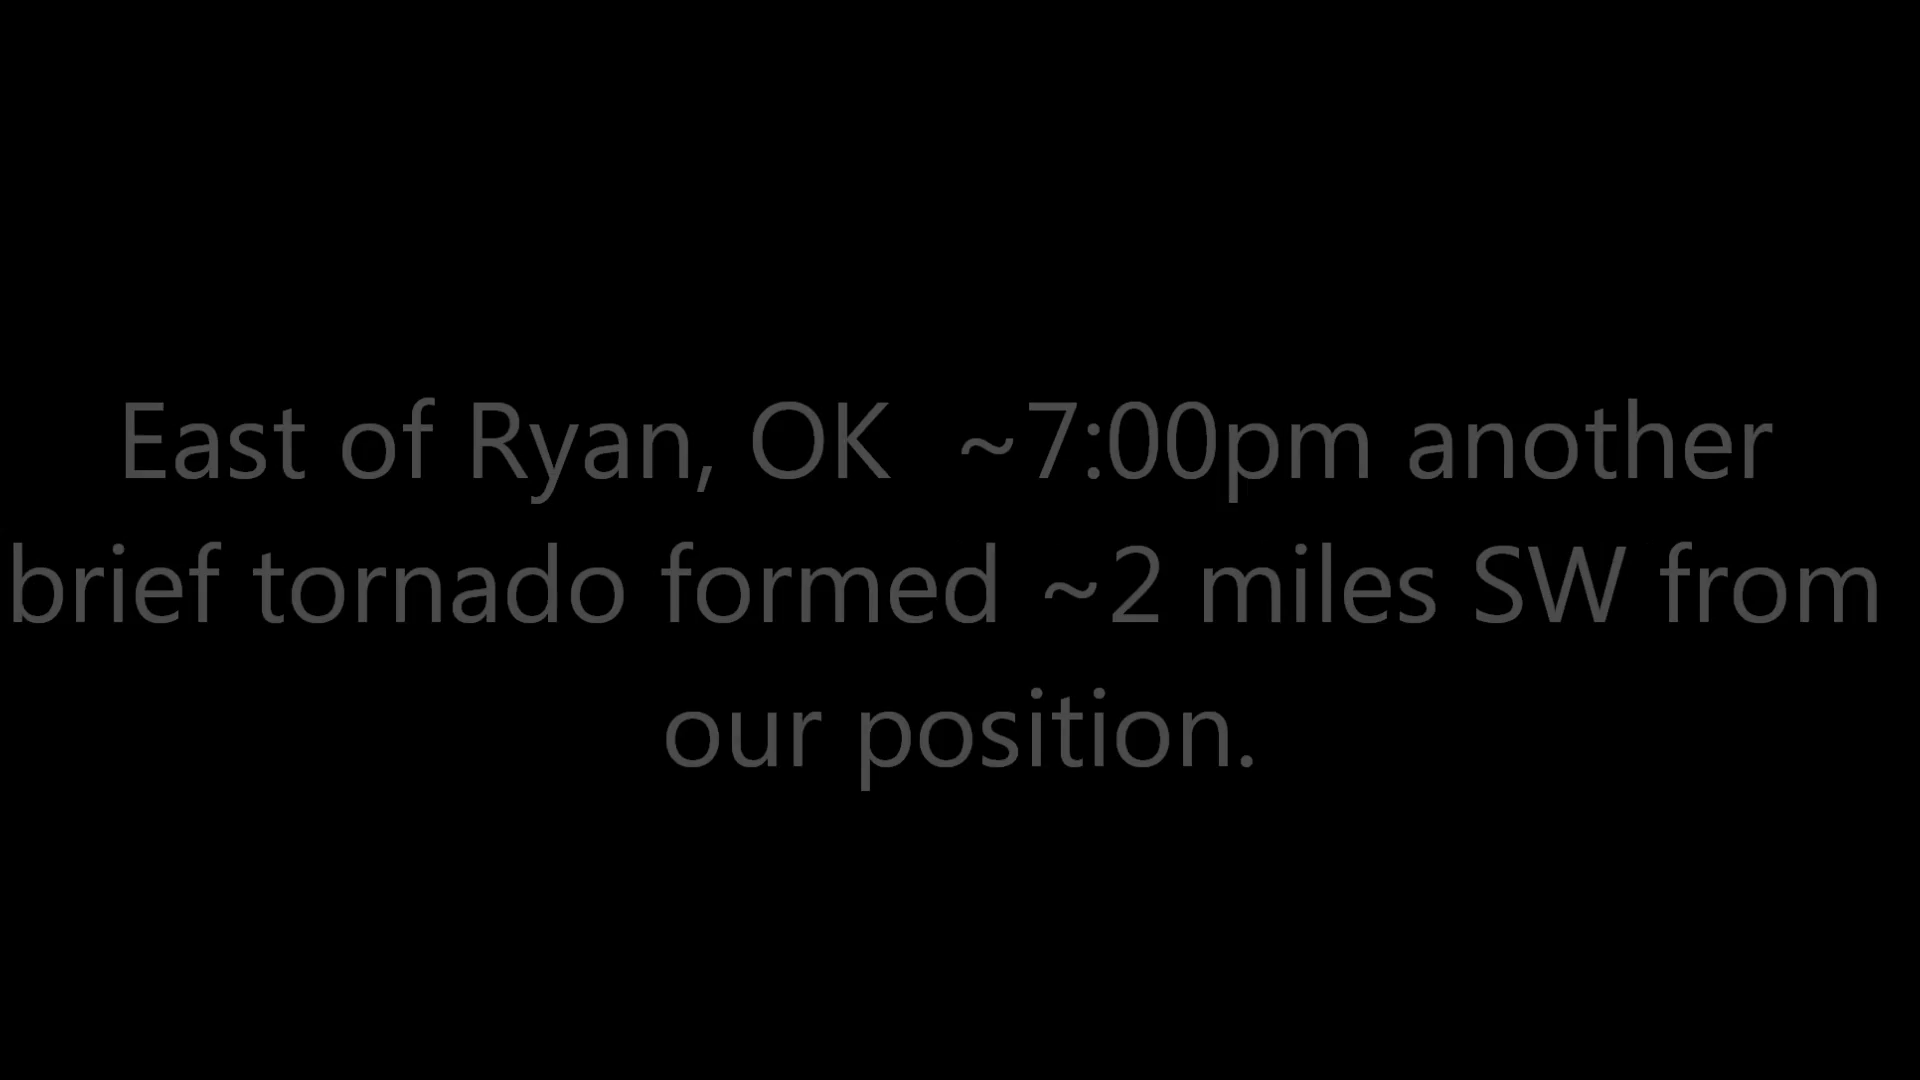 East of Ryan, OK  ~7:00pm another
brief tornado formed ~2 miles SW from
our position.